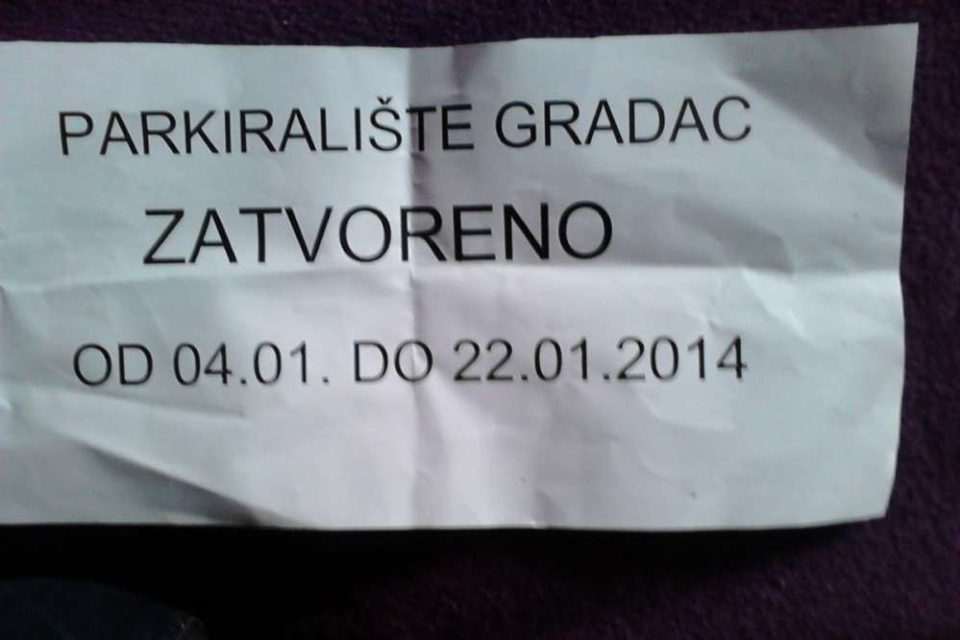 PARKIRALIŠTE GRADAC
ZATVORENO
OD 04.01. DO 22.01.2014